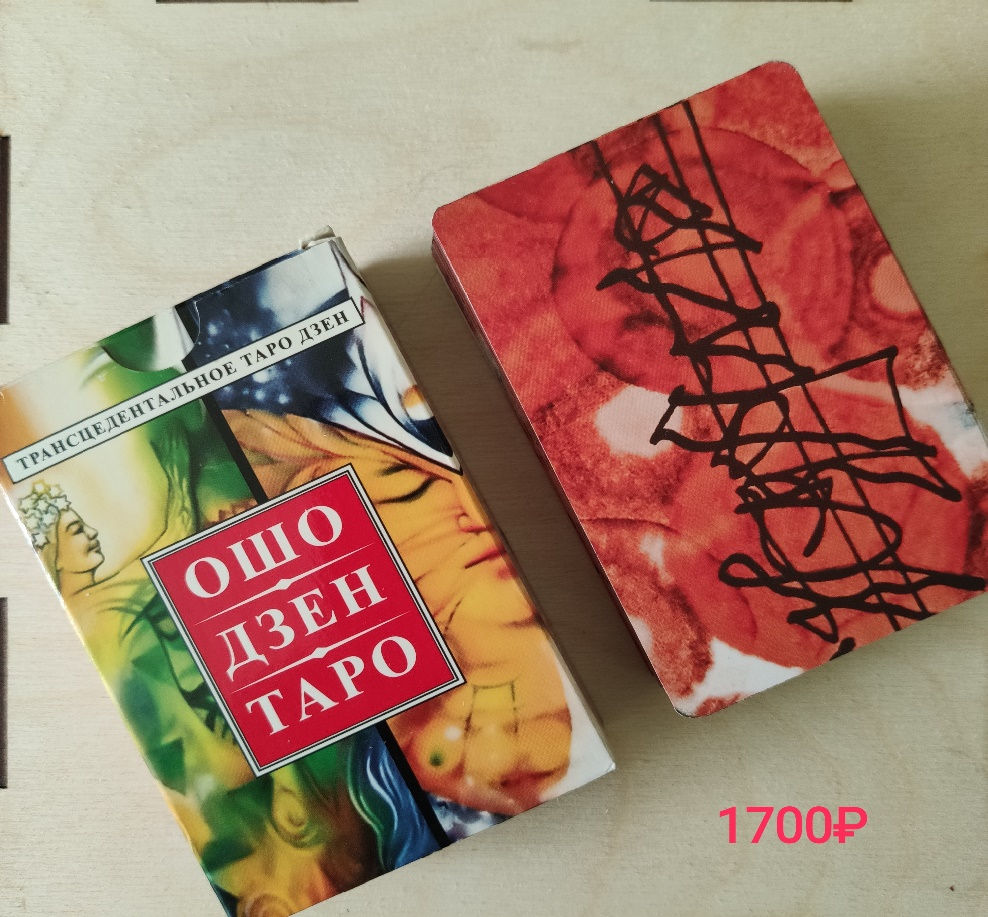 ТРАНСЦЕДЕНТАЛЬНОЕ ТАРО ДЗЕН
ОШО
ДЗЕН
ТАРО
1700₽